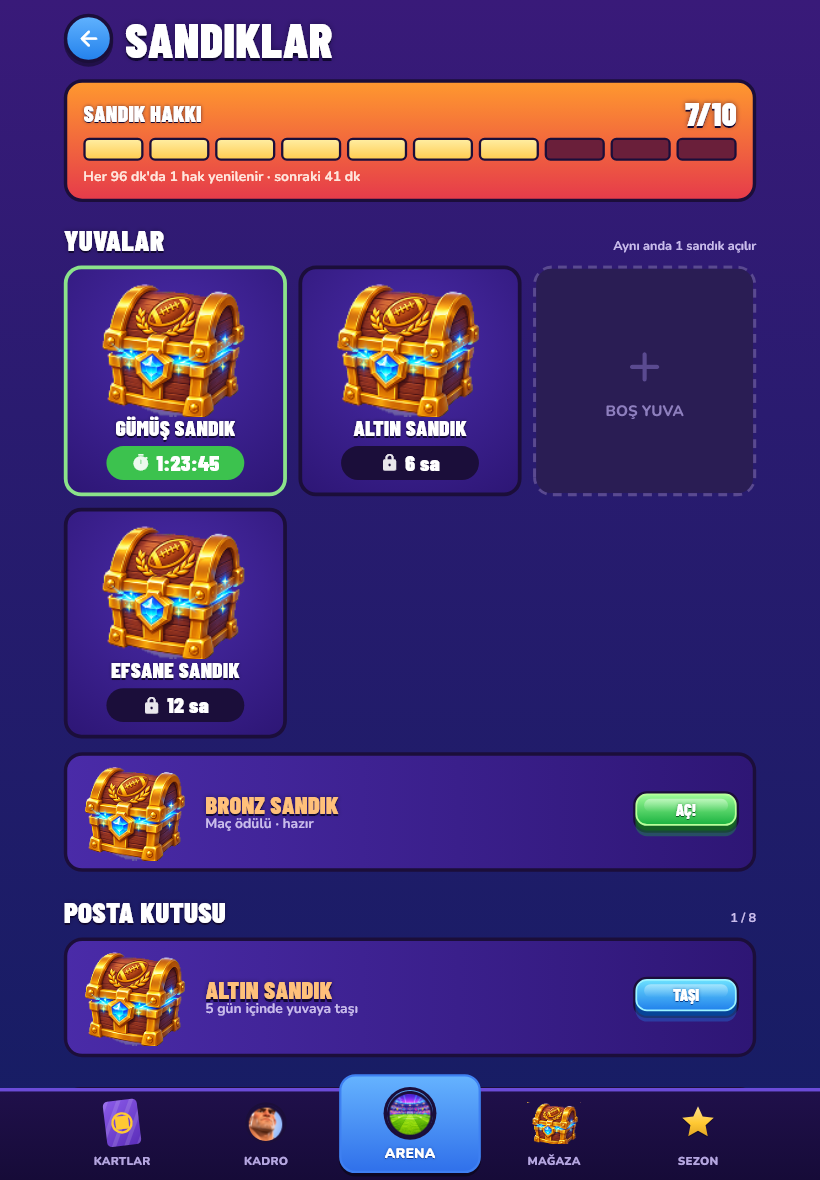 SANDIKLAR
SANDIK HAKKI
7/10
Her 96 dk'da 1 hak yenilenir · sonraki 41 dk
YUVALAR
Aynı anda 1 sandık açılır
GÜMÜŞ SANDIK
1:23:45
ALTIN SANDIK
6 sa
BOŞ YUVA
EFSANE SANDIK
12 sa
BRONZ SANDIK
Maç ödülü · hazır
AÇ!
POSTA KUTUSU
1 / 8
ALTIN SANDIK
5 gün içinde yuvaya taşı
TAŞI
KARTLAR
KADRO
ARENA
MAĞAZA
SEZON